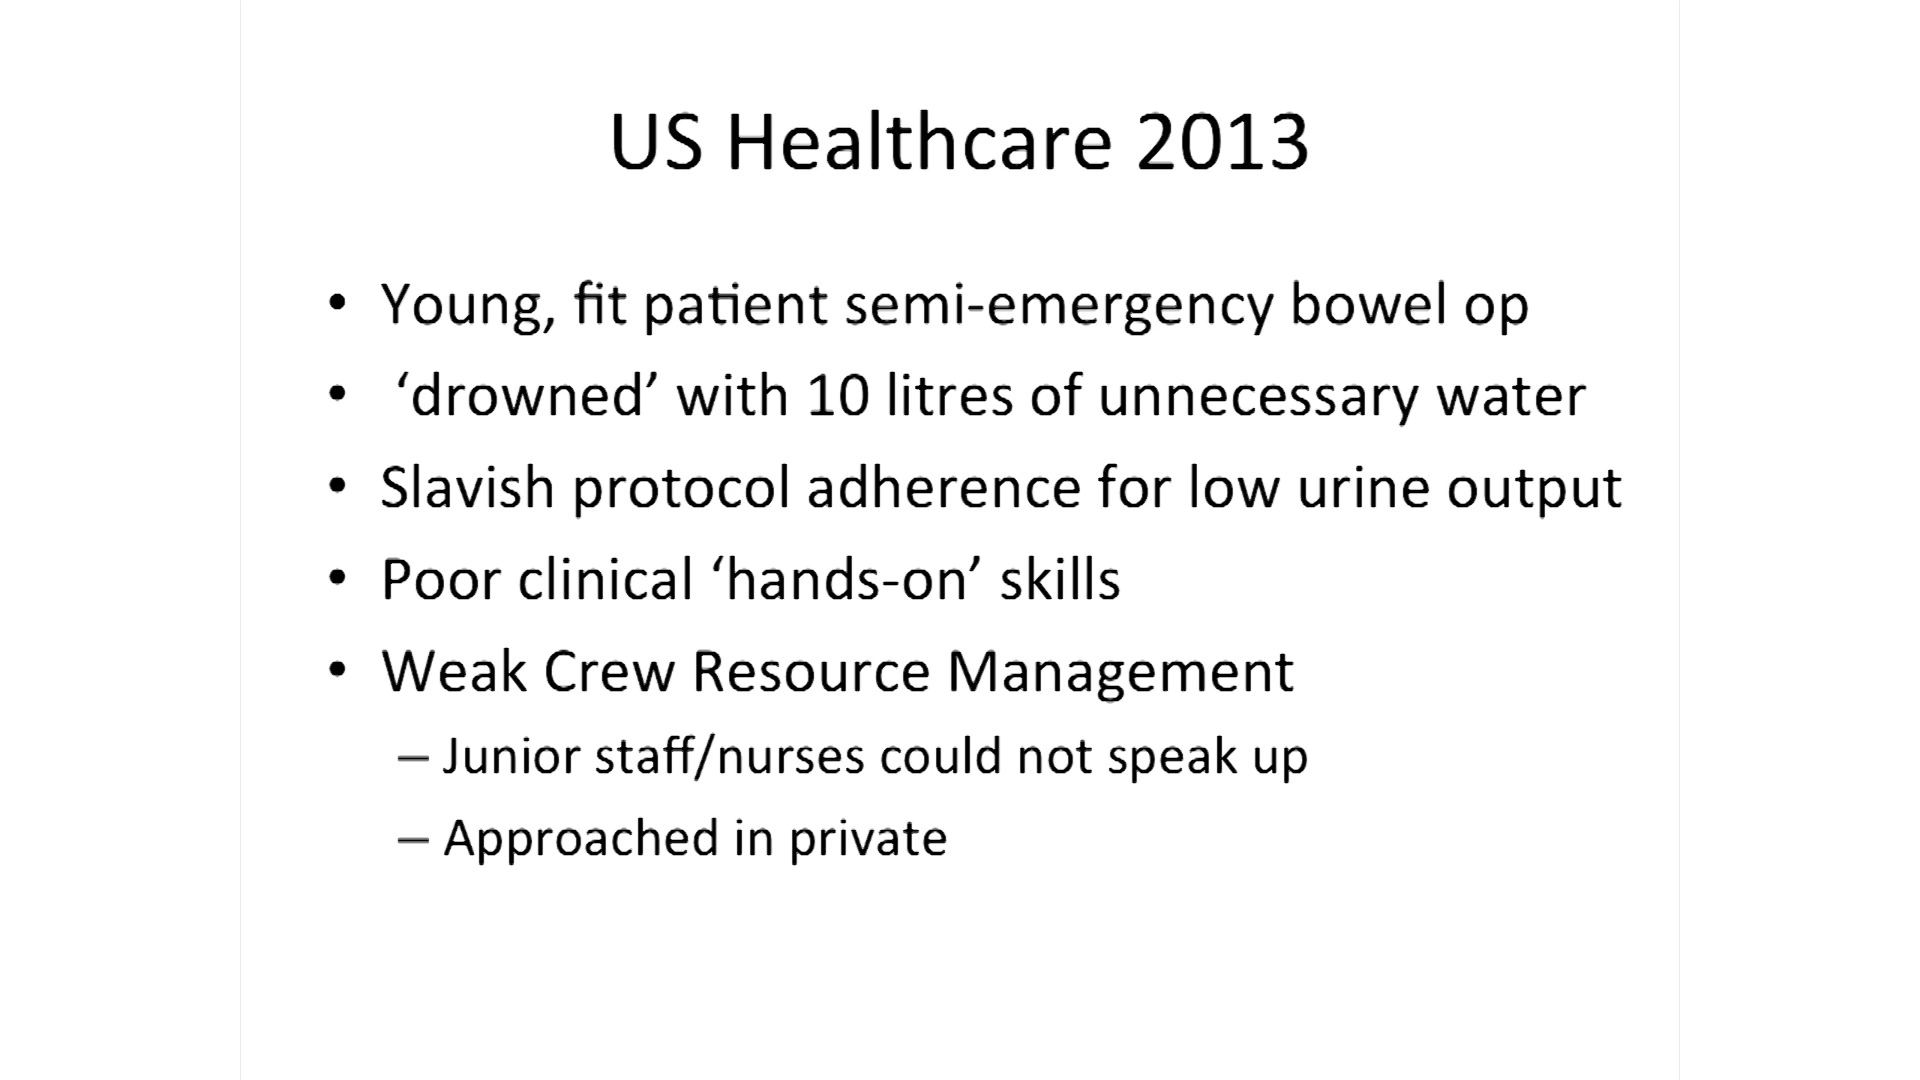 US Healthcare 2013
• Young, fit patient semi-emergency bowel op
• ‘drowned’ with 10 litres of unnecessary water
• Slavish protocol adherence for low urine output
• Poor clinical ‘hands-on’ skills
• Weak Crew Resource Management
– Junior staff/nurses could not speak up
– Approached in private